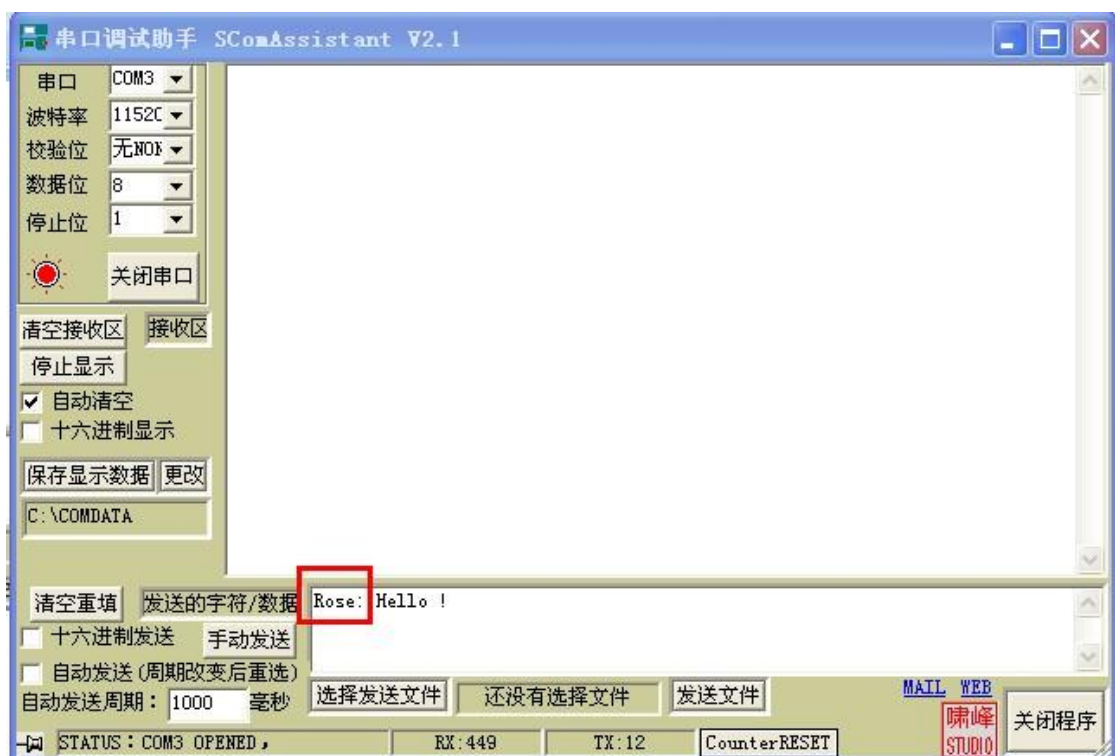 串口调试助手 SComAssistant V2.1
串口 COM3
波特率 11520
校验位 无NON
数据位 8
停止位 1
关闭串口
清空接收区 接收区
停止显示
自动清空
十六进制显示
保存显示数据 更改
C:\COMDATA
清空重填 发送的字符/数据 Rose: Hello !
十六进制发送 手动发送
自动发送(周期改变后重选)
自动发送周期: 1000 毫秒 选择发送文件 还没有选择文件 发送文件 MAIL WEB
啸峰 STUDIO 关闭程序
STATUS:COM3 OPENED, RX:449 TX:12 CounterRESET